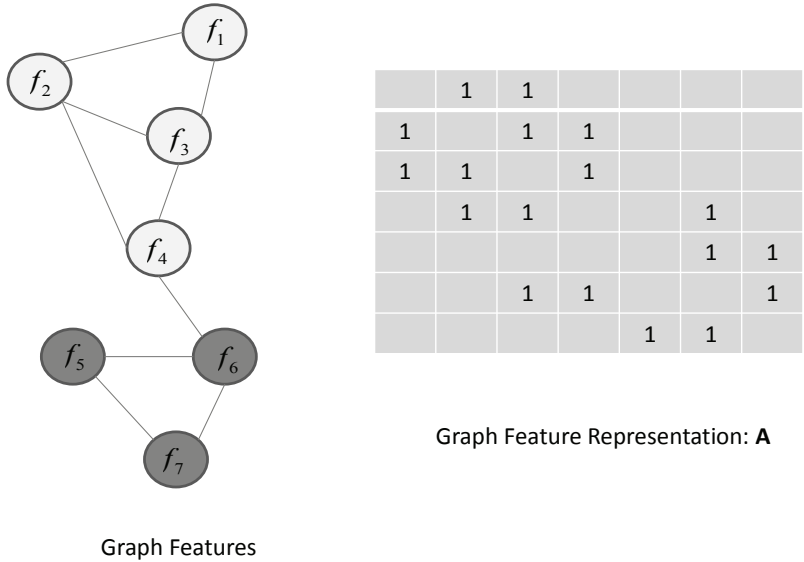 f₁
f₂
f₃
f₄
f₅
f₆
f₇
Graph Features
1 1
1 1 1
1 1 1
1 1 1
1 1
1 1 1
1 1
Graph Feature Representation: A